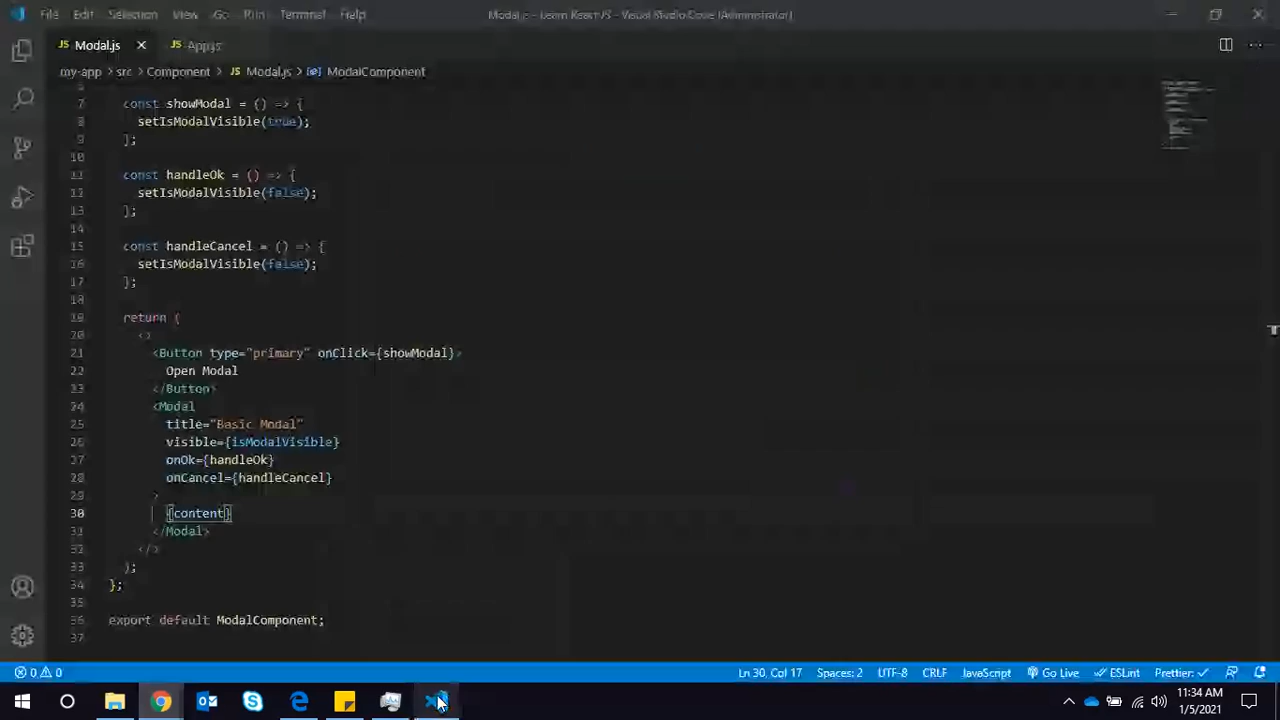 File Edit Selection View Go Run Terminal Help Modal.js - Learn React JS - Visual Studio Code [Administrator]
JS Modal.js JS App.js
my-app > src > Component > JS Modal.js > ModalComponent
7 const showModal = () => {
8 setIsModalVisible(true);
9 };
10
11 const handleOk = () => {
12 setIsModalVisible(false);
13 };
14
15 const handleCancel = () => {
16 setIsModalVisible(false);
17 };
18
19 return (
20 <>
21 <Button type="primary" onClick={showModal}>
22 Open Modal
23 </Button>
24 <Modal
25 title="Basic Modal"
26 visible={isModalVisible}
27 onOk={handleOk}
28 onCancel={handleCancel}
29 >
30 {content}
31 </Modal>
32 </>
33 );
34 };
35
36 export default ModalComponent;
37
0 0 Ln 30, Col 17 Spaces: 2 UTF-8 CRLF JavaScript Go Live ESLint Prettier: ✓
11:34 AM
1/5/2021